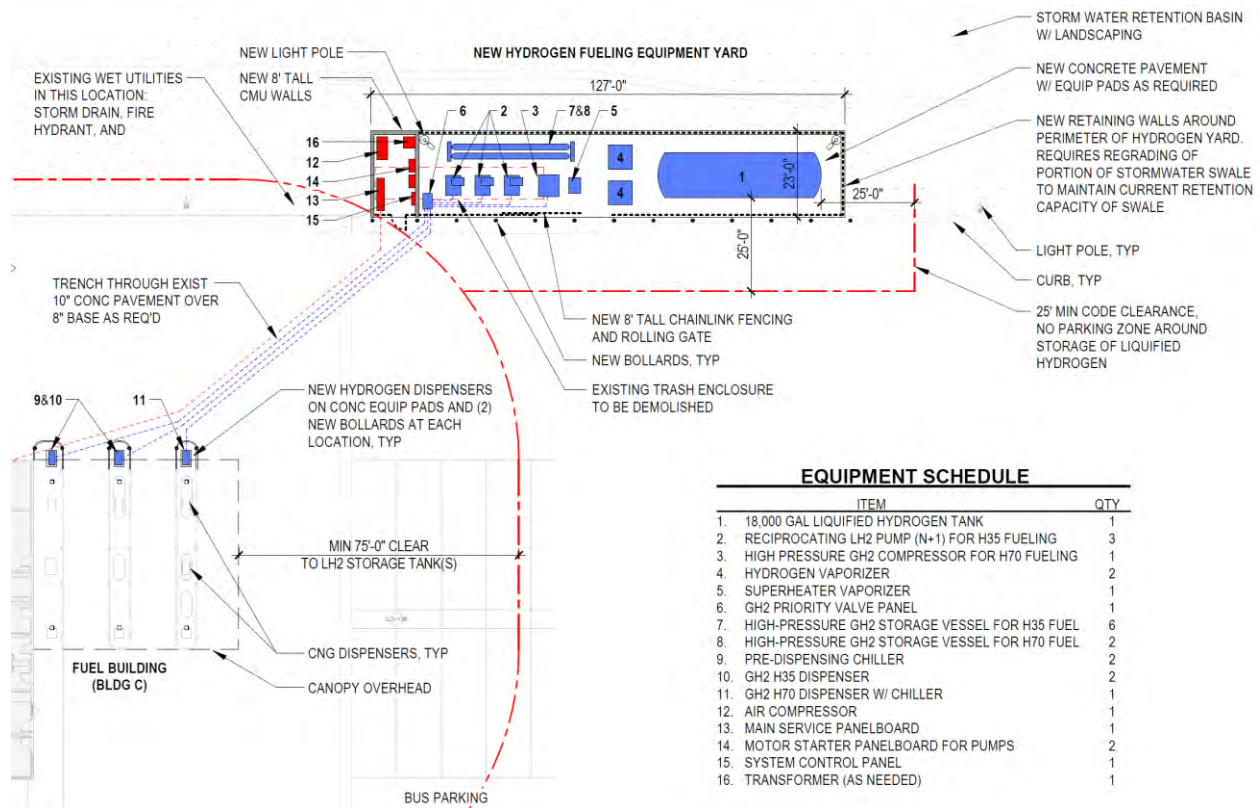 NEW LIGHT POLE
NEW HYDROGEN FUELING EQUIPMENT YARD
STORM WATER RETENTION BASIN
W/ LANDSCAPING
EXISTING WET UTILITIES
IN THIS LOCATION:
STORM DRAIN, FIRE
HYDRANT, AND
NEW 8' TALL
CMU WALLS
127'-0"
NEW CONCRETE PAVEMENT
W/ EQUIP PADS AS REQUIRED
6
2
3
7&8
5
16
12
14
13
15
4
4
1
23'-0"
25'-0"
25'-0"
NEW RETAINING WALLS AROUND
PERIMETER OF HYDROGEN YARD.
REQUIRES REGRADING OF
PORTION OF STORMWATER SWALE
TO MAINTAIN CURRENT RETENTION
CAPACITY OF SWALE
LIGHT POLE, TYP
CURB, TYP
25' MIN CODE CLEARANCE,
NO PARKING ZONE AROUND
STORAGE OF LIQUIFIED
HYDROGEN
TRENCH THROUGH EXIST
10" CONC PAVEMENT OVER
8" BASE AS REQ'D
NEW 8' TALL CHAINLINK FENCING
AND ROLLING GATE
NEW BOLLARDS, TYP
EXISTING TRASH ENCLOSURE
TO BE DEMOLISHED
9&10
11
NEW HYDROGEN DISPENSERS
ON CONC EQUIP PADS AND (2)
NEW BOLLARDS AT EACH
LOCATION, TYP
MIN 75'-0" CLEAR
TO LH2 STORAGE TANK(S)
CNG DISPENSERS, TYP
FUEL BUILDING
(BLDG C)
CANOPY OVERHEAD
BUS PARKING
EQUIPMENT SCHEDULE
ITEM QTY
1. 18,000 GAL LIQUIFIED HYDROGEN TANK 1
2. RECIPROCATING LH2 PUMP (N+1) FOR H35 FUELING 3
3. HIGH PRESSURE GH2 COMPRESSOR FOR H70 FUELING 1
4. HYDROGEN VAPORIZER 2
5. SUPERHEATER VAPORIZER 1
6. GH2 PRIORITY VALVE PANEL 1
7. HIGH-PRESSURE GH2 STORAGE VESSEL FOR H35 FUEL 6
8. HIGH-PRESSURE GH2 STORAGE VESSEL FOR H70 FUEL 2
9. PRE-DISPENSING CHILLER 2
10. GH2 H35 DISPENSER 2
11. GH2 H70 DISPENSER W/ CHILLER 1
12. AIR COMPRESSOR 1
13. MAIN SERVICE PANELBOARD 1
14. MOTOR STARTER PANELBOARD FOR PUMPS 2
15. SYSTEM CONTROL PANEL 1
16. TRANSFORMER (AS NEEDED) 1